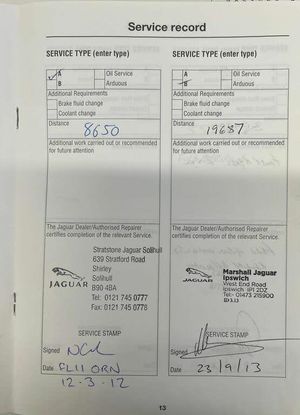 Service record
SERVICE TYPE (enter type)
A
B
Oil Service
Arduous
Additional Requirements
Brake fluid change
Coolant change
Distance
8650
Additional work carried out or recommended
for future attention
The Jaguar Dealer/Authorised Repairer
certifies completion of the relevant Service.
Stratstone Jaguar Solihull
639 Stratford Road
Shirley
Solihull
B90 4BA
JAGUAR
Tel: 0121 745 0777
Fax: 0121 745 0778
SERVICE STAMP
Signed
Date FL11 ORN
12-3-12
SERVICE TYPE (enter type)
A
B
Oil Service
Arduous
Additional Requirements
Brake fluid change
Coolant change
Distance
19687
Additional work carried out or recommended
for future attention
The Jaguar Dealer/Authorised Repairer
certifies completion of the relevant Service.
JAGUAR
Marshall Jaguar
Ipswich
West End Road
Ipswich IP1 2DZ
Tel:- 01473 215900
SERVICE STAMP
Signed
Date 23/9/13
13